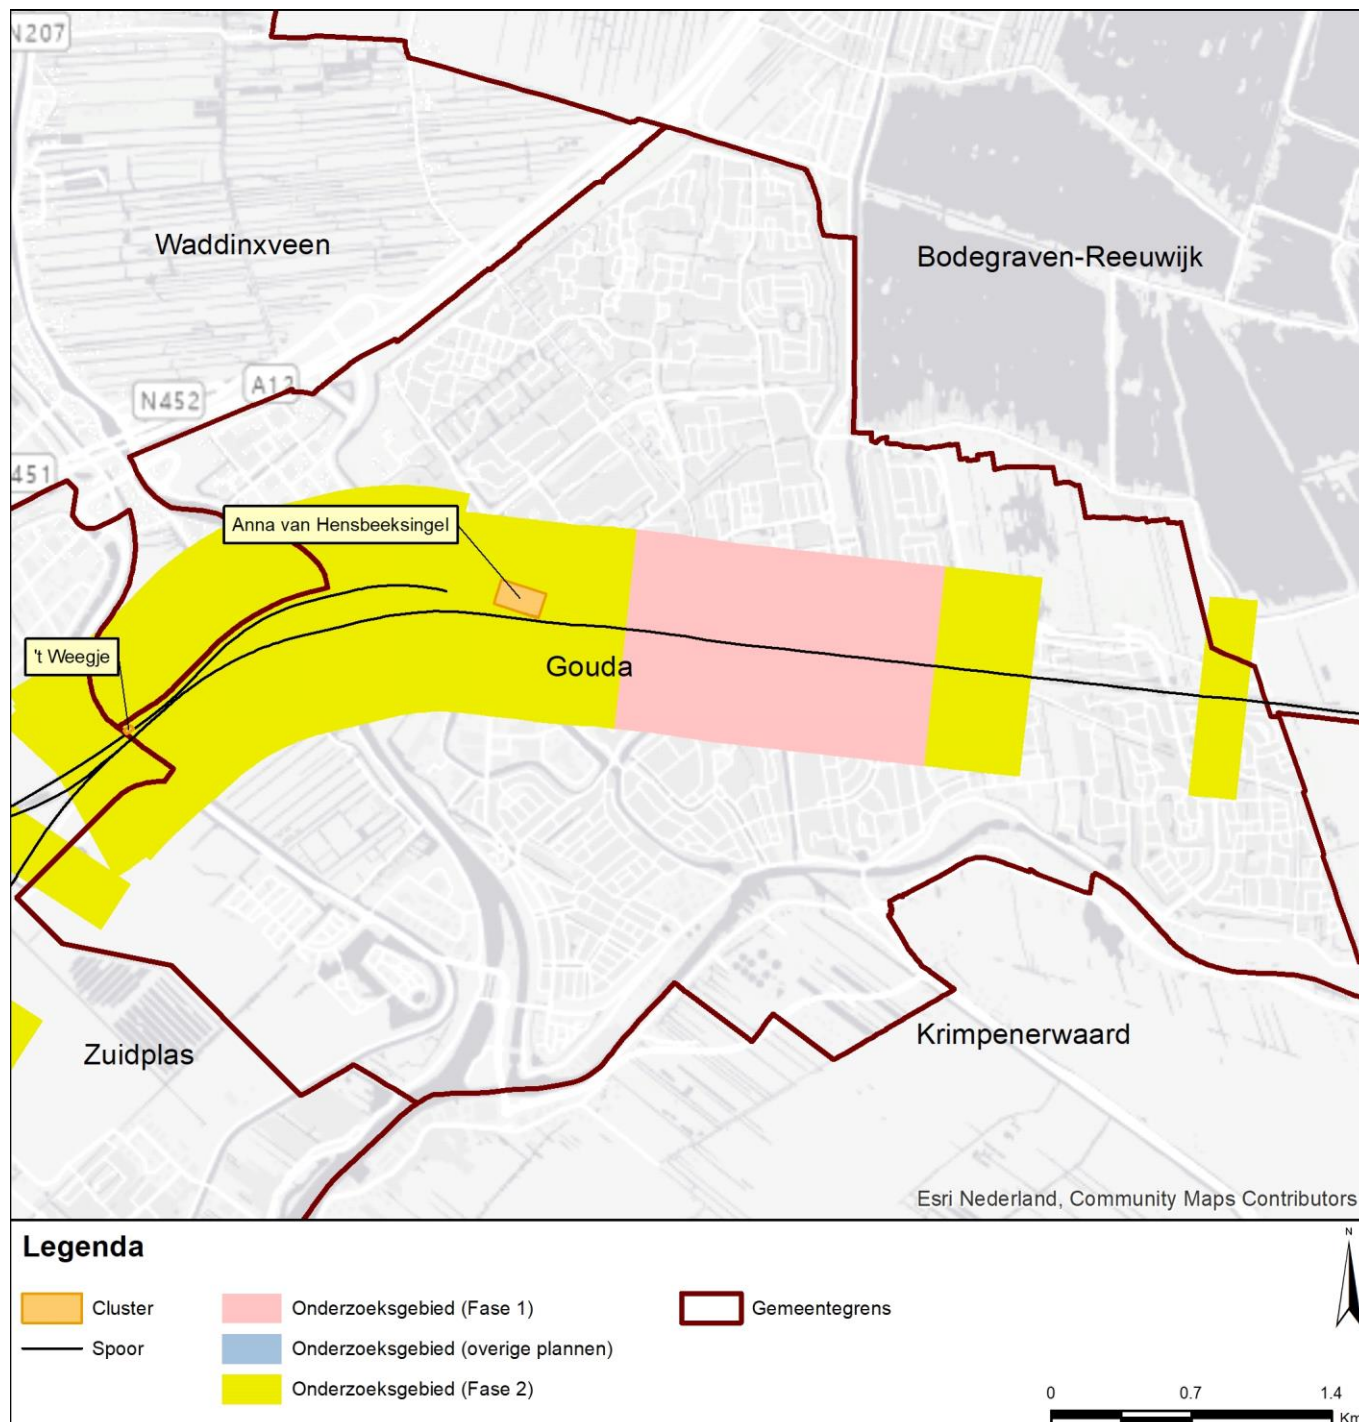 N207
Waddinxveen
Bodegraven-Reeuwijk
A12
N452
451
Anna van Hensbeeksingel
't Weegje
Gouda
Zuidplas
Krimpenerwaard
Esri Nederland, Community Maps Contributors
Legenda
Cluster
Spoor
Onderzoeksgebied (Fase 1)
Onderzoeksgebied (overige plannen)
Onderzoeksgebied (Fase 2)
Gemeentegrens
N
0 0.7 1.4
Km